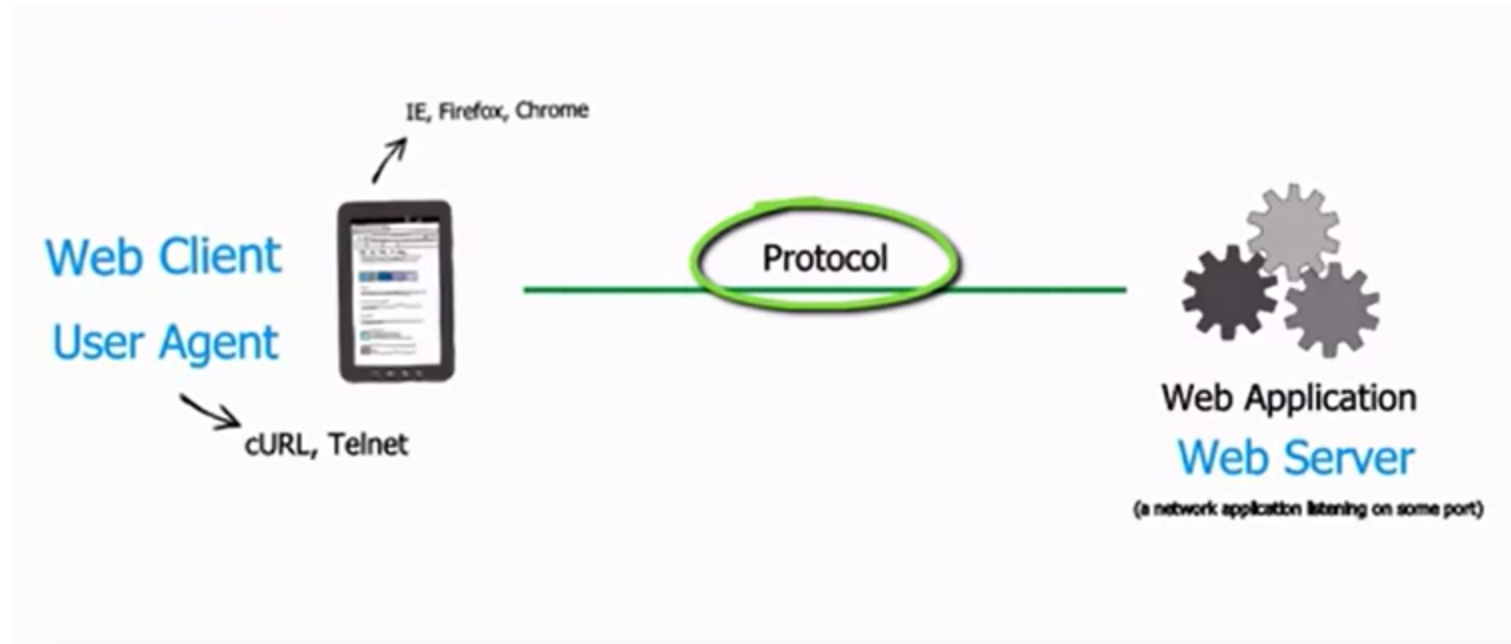 IE, Firefox, Chrome
Web Client
User Agent
cURL, Telnet
Protocol
Web Application
Web Server
(a network application listening on some port)